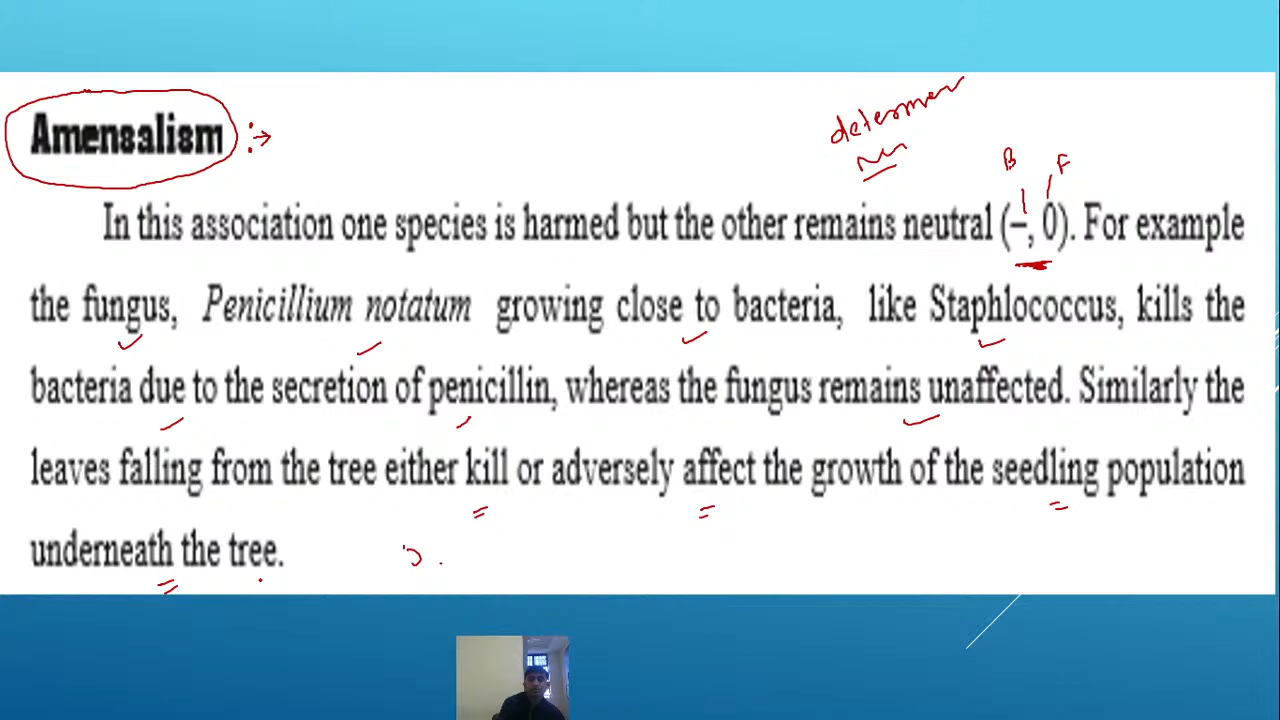 Amensalism :→
B F
In this association one species is harmed but the other remains neutral (–, 0). For example
the fungus, Penicillium notatum growing close to bacteria, like Staphlococcus, kills the
bacteria due to the secretion of penicillin, whereas the fungus remains unaffected. Similarly the
leaves falling from the tree either kill or adversely affect the growth of the seedling population
underneath the tree.